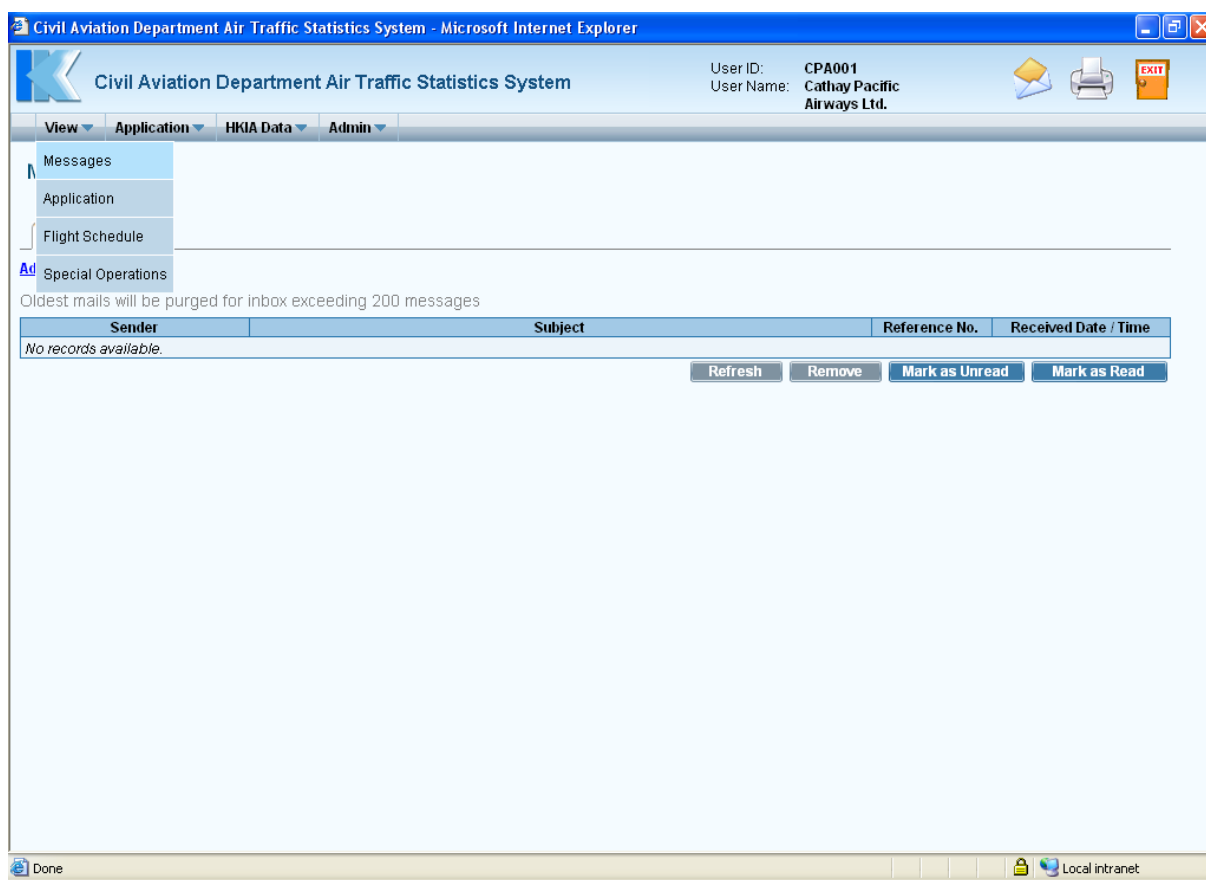 Civil Aviation Department Air Traffic Statistics System - Microsoft Internet Explorer
Civil Aviation Department Air Traffic Statistics System
User ID: CPA001
User Name: Cathay Pacific Airways Ltd.
EXIT
View Application HKIA Data Admin
Messages
Application
Flight Schedule
Special Operations
Oldest mails will be purged for inbox exceeding 200 messages
Sender Subject Reference No. Received Date / Time
No records available.
Refresh Remove Mark as Unread Mark as Read
Done Local intranet